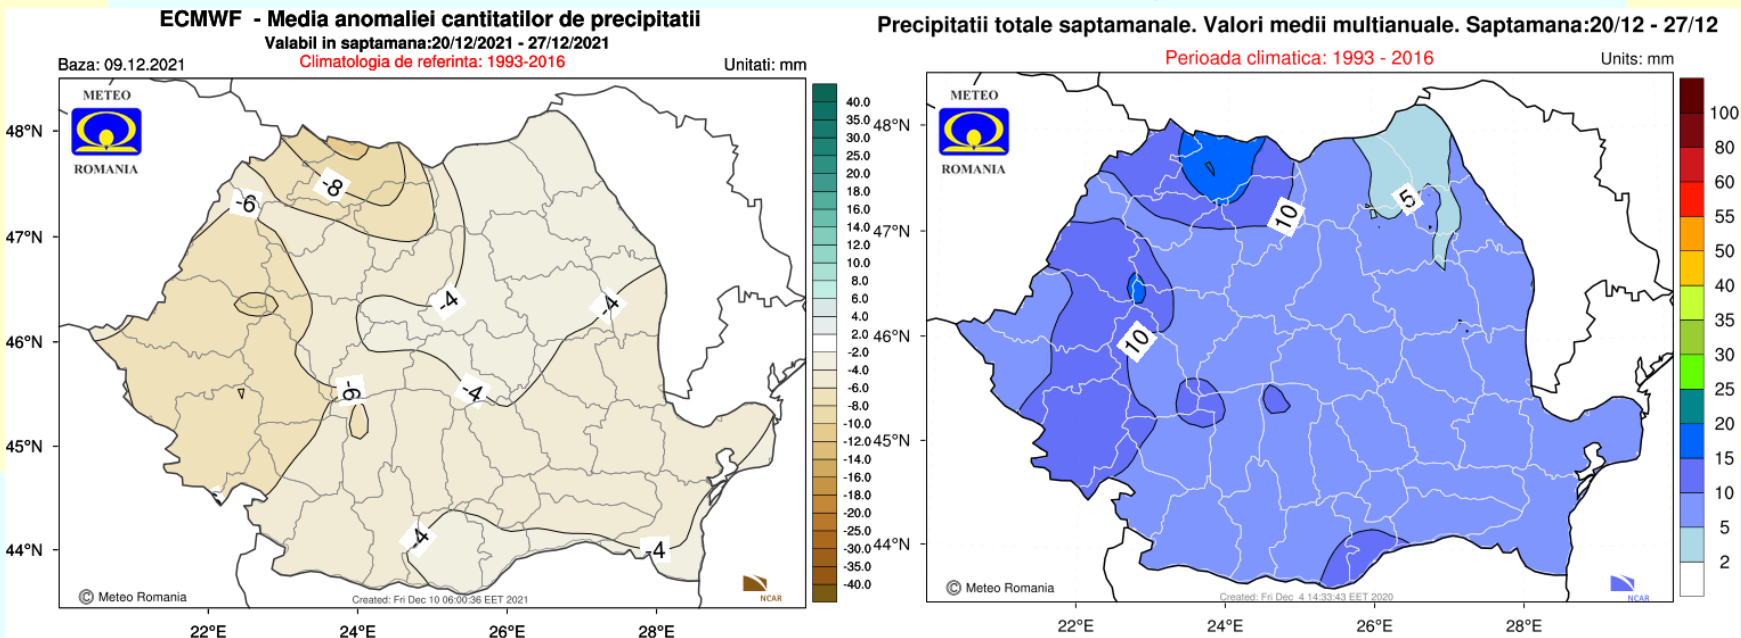 ECMWF - Media anomaliei cantitatilor de precipitatii
Valabil in saptamana:20/12/2021 - 27/12/2021
Baza: 09.12.2021
Climatologia de referinta: 1993-2016
Unitati: mm
METEO
ROMANIA
48°N
47°N
46°N
45°N
44°N
22°E
24°E
26°E
28°E
-8
-6
-4
-4
-6
-4
-4
-4
40.0
35.0
30.0
25.0
20.0
18.0
16.0
14.0
12.0
10.0
8.0
6.0
4.0
2.0
-2.0
-4.0
-6.0
-8.0
-10.0
-12.0
-14.0
-16.0
-18.0
-20.0
-25.0
-30.0
-35.0
-40.0
© Meteo Romania
Created: Fri Dec 10 06:00:36 EET 2021
NCAR
Precipitatii totale saptamanale. Valori medii multianuale. Saptamana:20/12 - 27/12
Perioada climatica: 1993 - 2016
Units: mm
METEO
ROMANIA
48°N
47°N
46°N
45°N
44°N
22°E
24°E
26°E
28°E
5
10
10
100
80
60
55
50
40
35
30
25
20
15
10
5
2
© Meteo Romania
Created: Fri Dec 4 14:33:43 EET 2020
NCAR